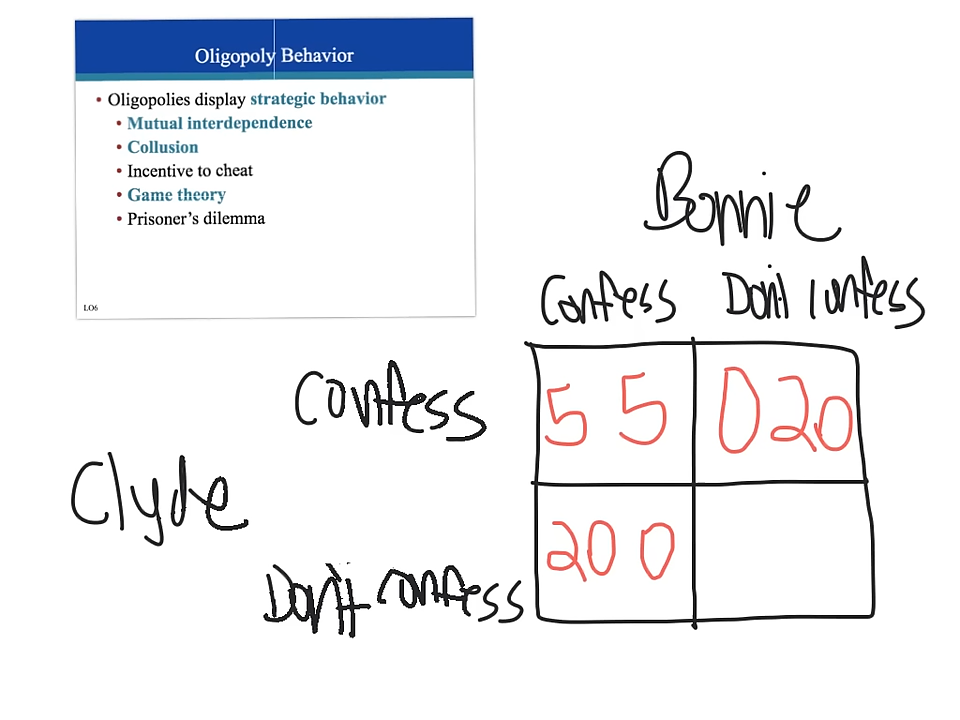 Oligopoly Behavior
• Oligopolies display strategic behavior
• Mutual interdependence
• Collusion
• Incentive to cheat
• Game theory
• Prisoner's dilemma
LO6
Bonnie
Confess Don't confess
Confess 5 5 0 20
Clyde
Don't confess 20 0